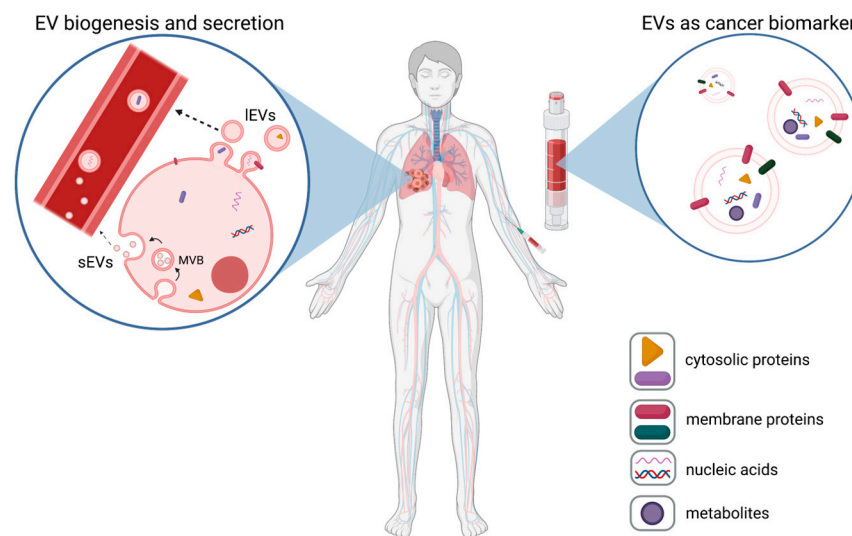 EV biogenesis and secretion
EVs as cancer biomarker
lEVs
sEVs
MVB
cytosolic proteins
membrane proteins
nucleic acids
metabolites